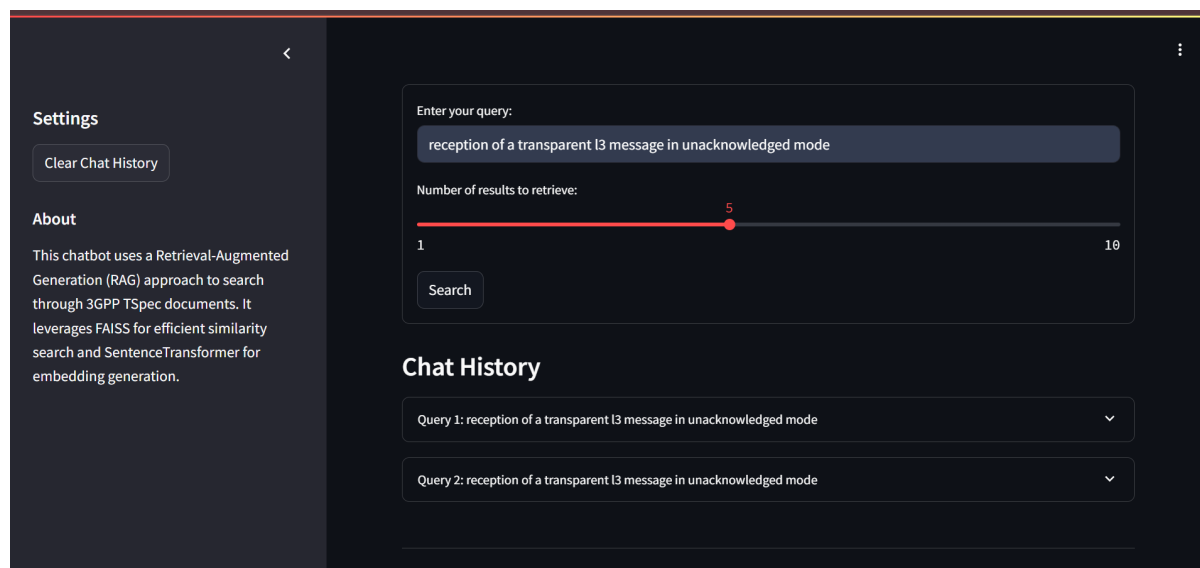 Settings
Clear Chat History
About
This chatbot uses a Retrieval-Augmented
Generation (RAG) approach to search
through 3GPP TSpec documents. It
leverages FAISS for efficient similarity
search and SentenceTransformer for
embedding generation.
Enter your query:
reception of a transparent l3 message in unacknowledged mode
Number of results to retrieve:
5
1
10
Search
Chat History
Query 1: reception of a transparent l3 message in unacknowledged mode
Query 2: reception of a transparent l3 message in unacknowledged mode